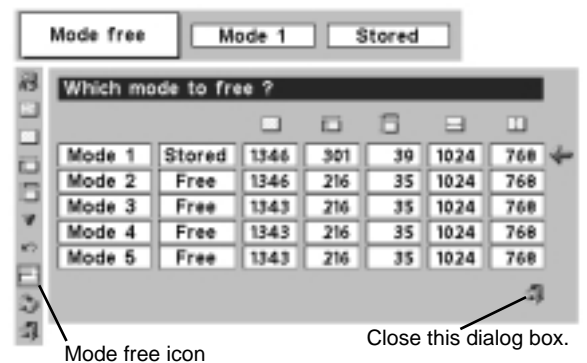 Mode free Mode 1 Stored
Which mode to free ?
Mode 1 Stored 1346 301 39 1024 768
Mode 2 Free 1346 216 35 1024 768
Mode 3 Free 1343 216 35 1024 768
Mode 4 Free 1343 216 35 1024 768
Mode 5 Free 1343 216 35 1024 768
Close this dialog box.
Mode free icon